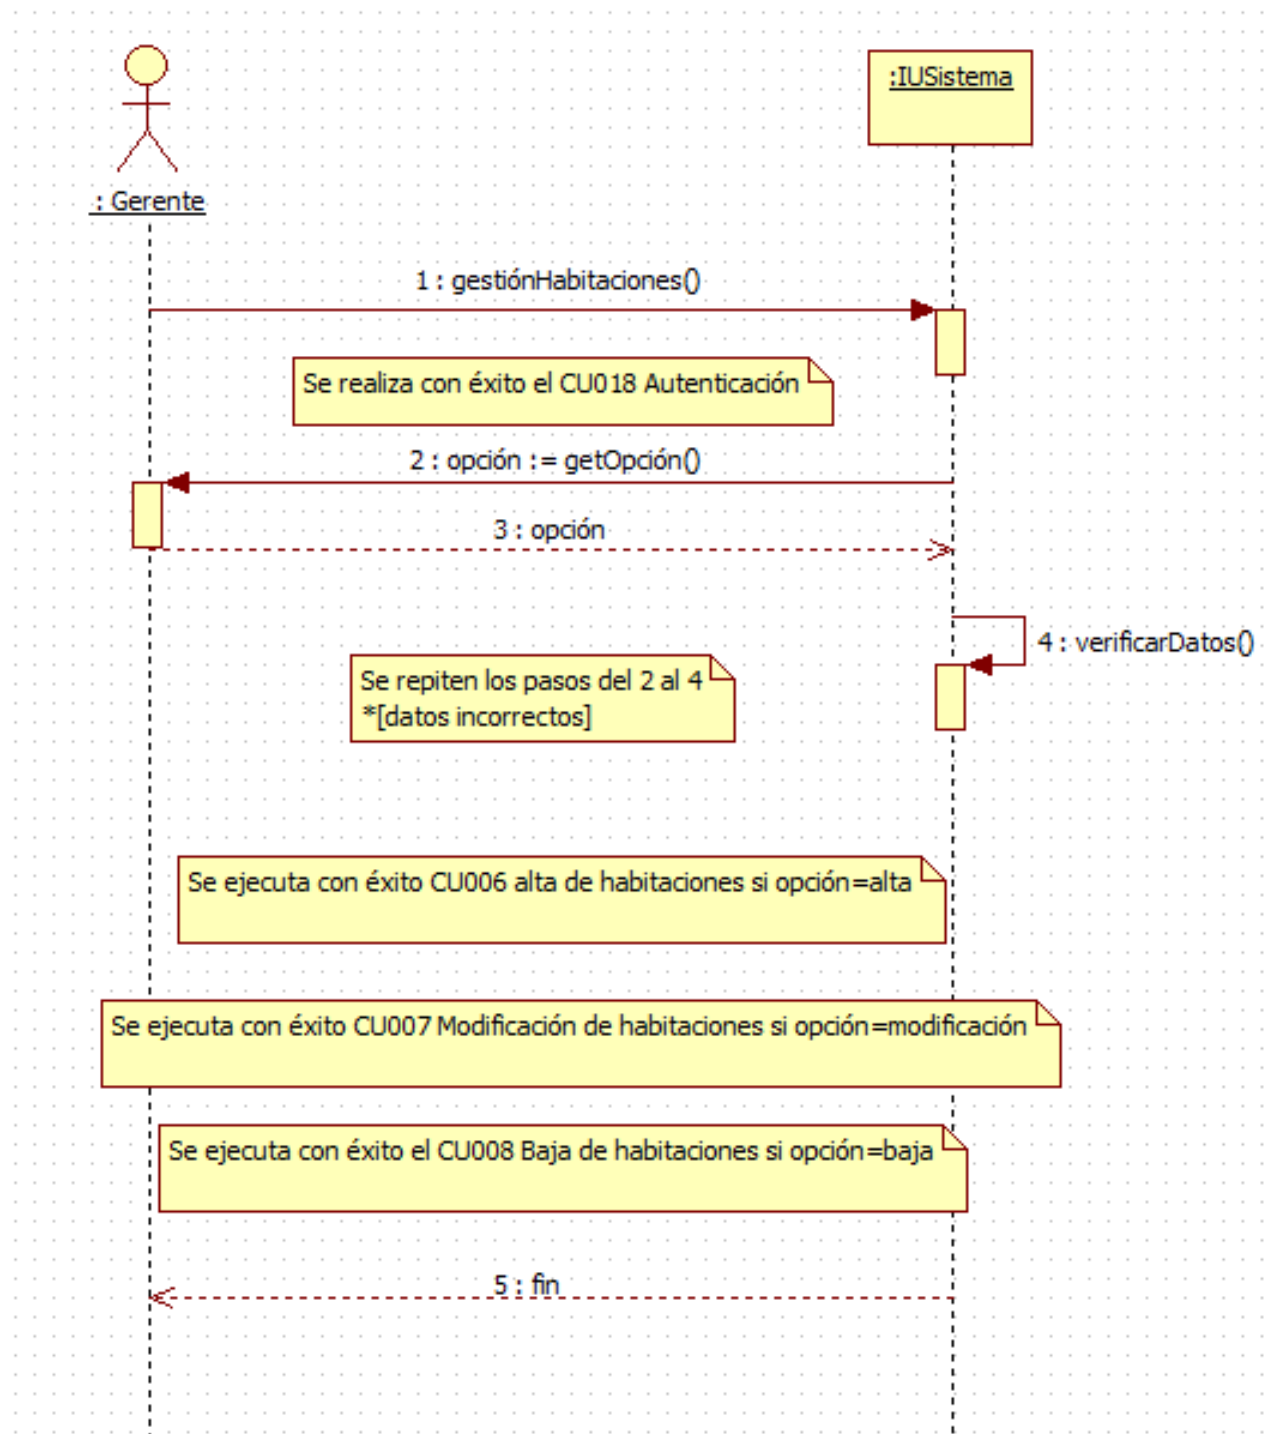 :IUSistema
: Gerente
1 : gestiónHabitaciones()
Se realiza con éxito el CU018 Autenticación
2 : opción := getOpción()
3 : opción
4 : verificarDatos()
Se repiten los pasos del 2 al 4
*[datos incorrectos]
Se ejecuta con éxito CU006 alta de habitaciones si opción=alta
Se ejecuta con éxito CU007 Modificación de habitaciones si opción=modificación
Se ejecuta con éxito el CU008 Baja de habitaciones si opción=baja
5 : fin